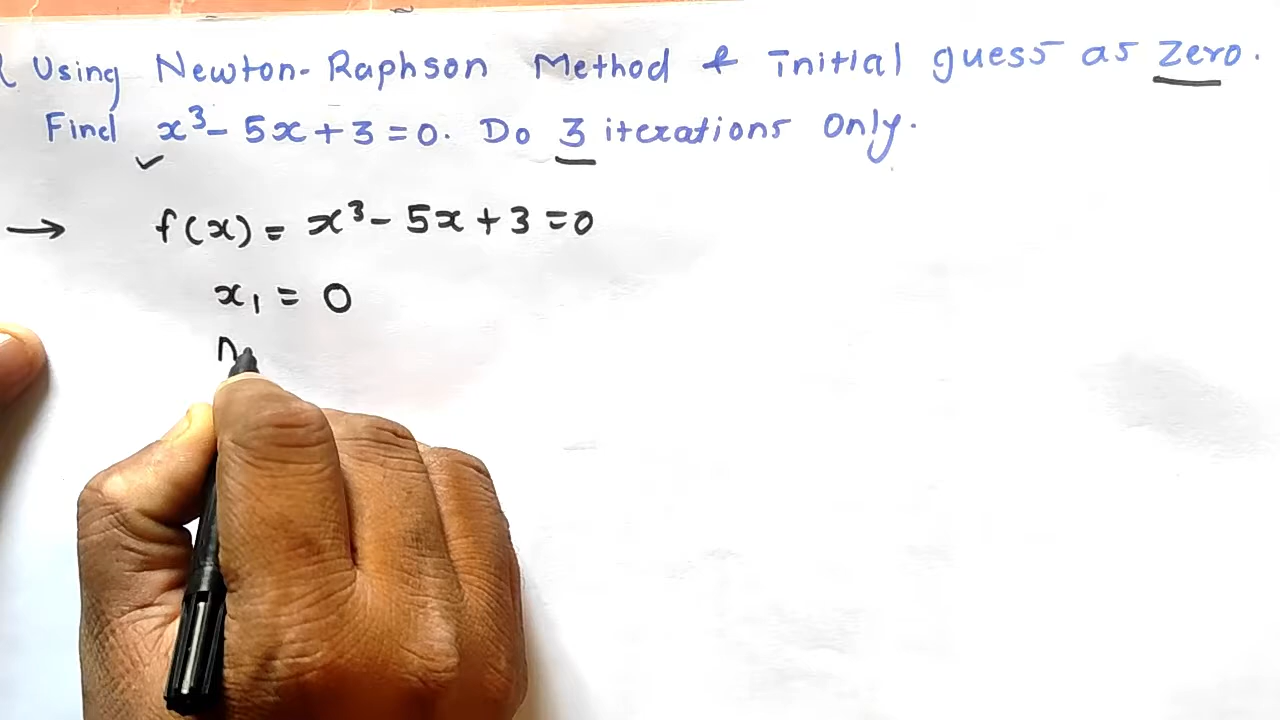 Using Newton-Raphson Method & Initial guess as zero.
Find x³ - 5x + 3 = 0. Do 3 iterations only.
→ f(x) = x³ - 5x + 3 = 0
x₁ = 0